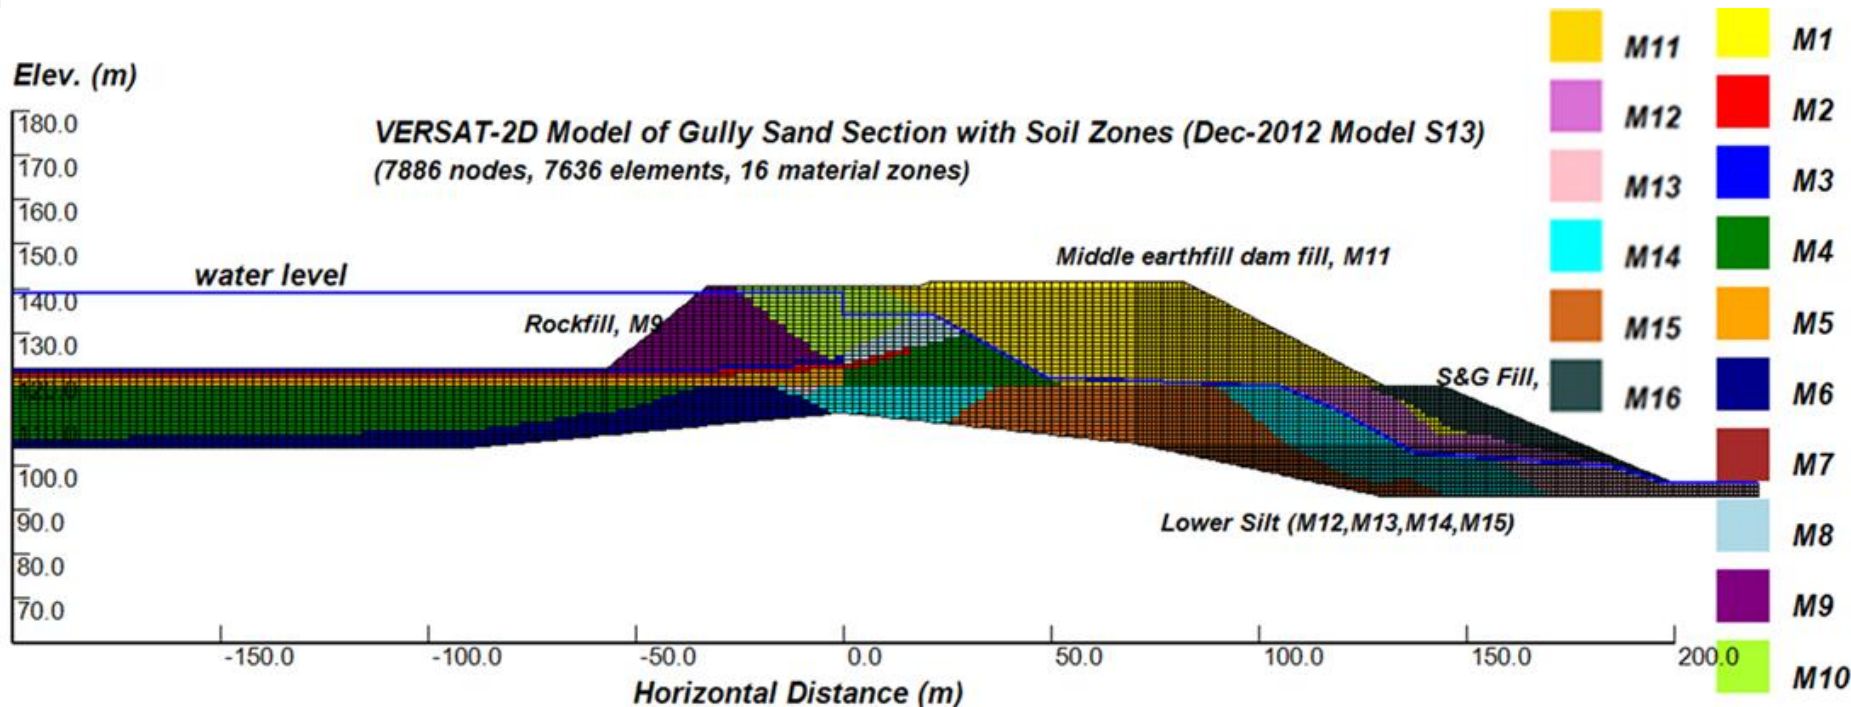 Elev. (m)
VERSAT-2D Model of Gully Sand Section with Soil Zones (Dec-2012 Model S13)
(7886 nodes, 7636 elements, 16 material zones)
180.0
170.0
160.0
150.0
140.0
130.0
120.0
100.0
90.0
80.0
70.0
water level
Rockfill, M9
Middle earthfill dam fill, M11
S&G Fill,
Lower Silt (M12,M13,M14,M15)
-150.0
-100.0
-50.0
0.0
50.0
100.0
150.0
200.0
Horizontal Distance (m)
M11
M12
M13
M14
M15
M16
M1
M2
M3
M4
M5
M6
M7
M8
M9
M10